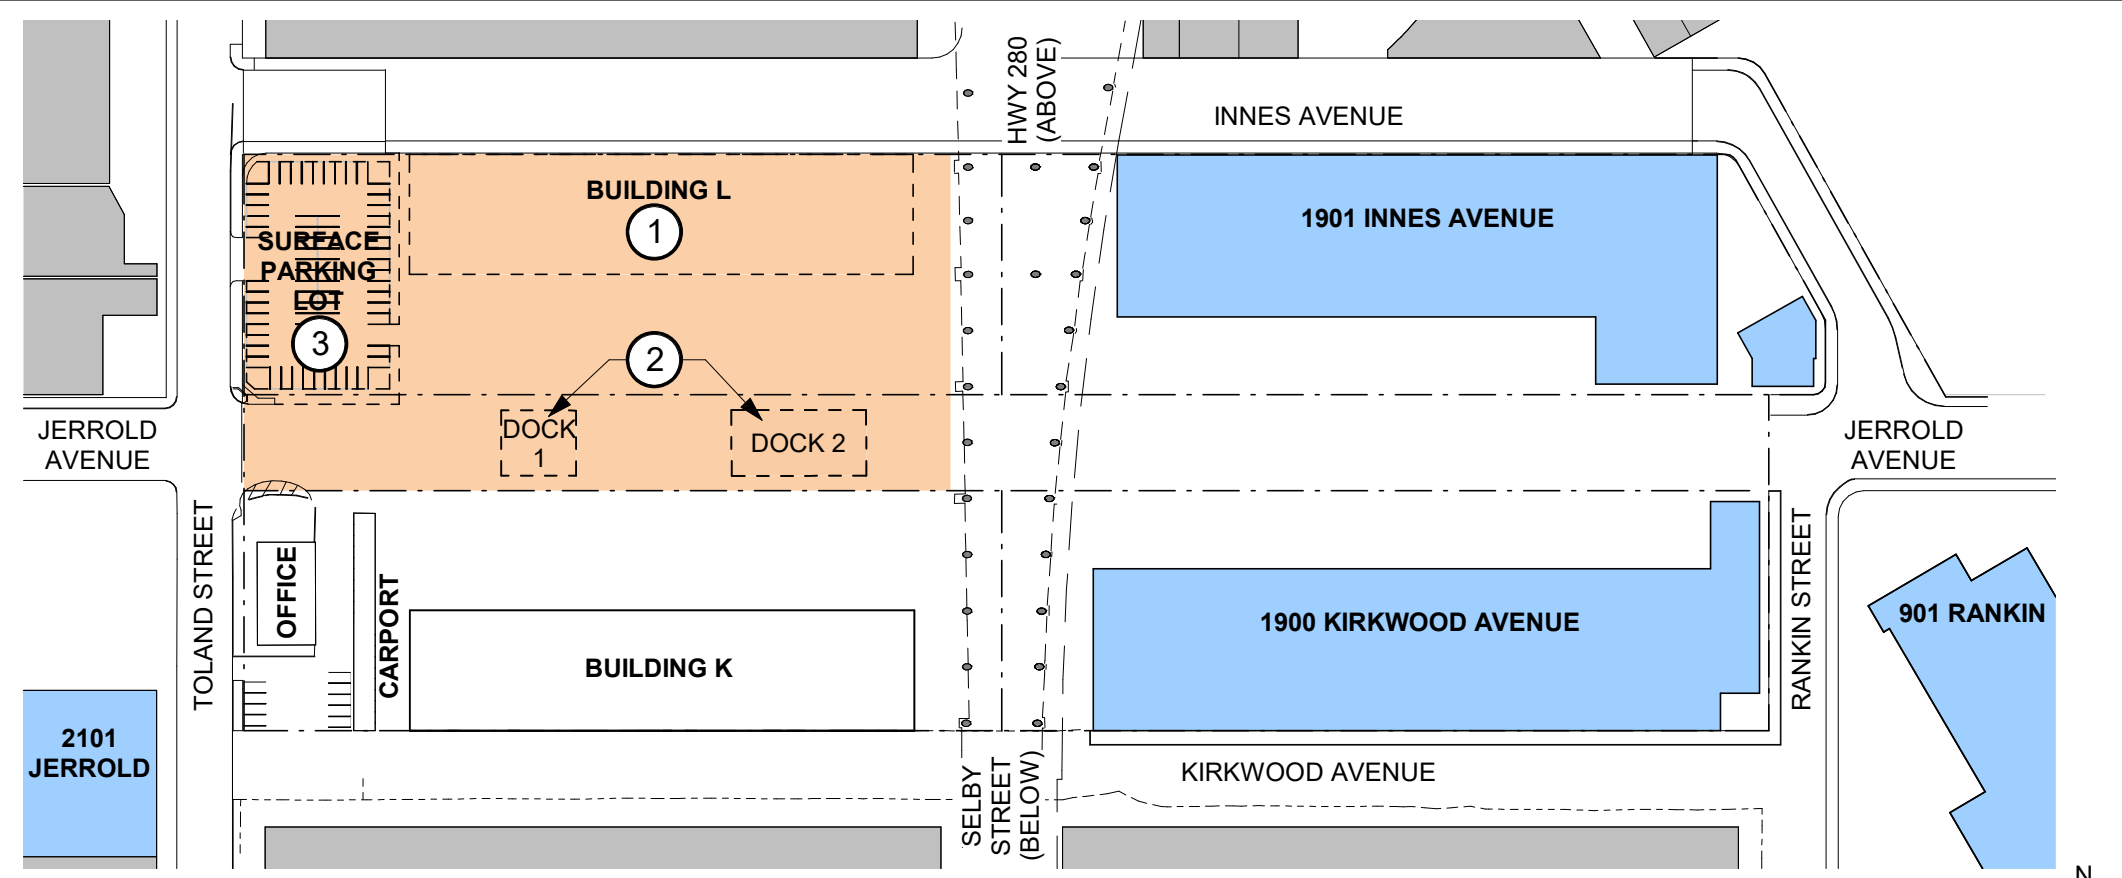 HWY 280
(ABOVE)
INNES AVENUE
BUILDING L
1
1901 INNES AVENUE
SURFACE
PARKING
LOT
3
2
DOCK
1
DOCK 2
JERROLD
AVENUE
JERROLD
AVENUE
TOLAND STREET
OFFICE
CARPORT
BUILDING K
1900 KIRKWOOD AVENUE
RANKIN STREET
901 RANKIN
2101
JERROLD
SELBY
STREET
(BELOW)
KIRKWOOD AVENUE
N